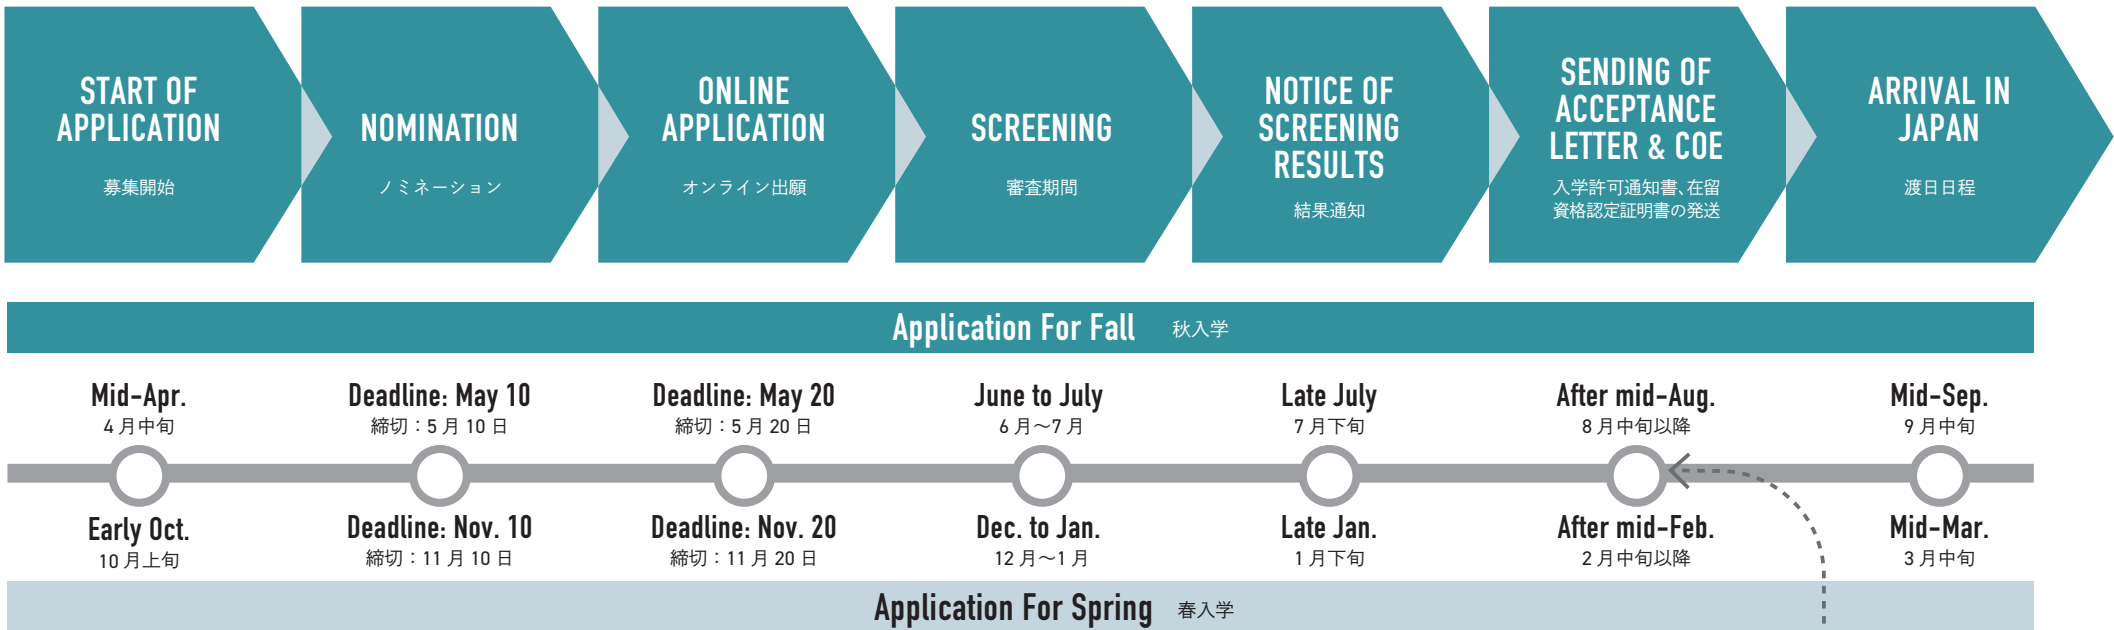 START OF
APPLICATION
募集開始
NOMINATION
ノミネーション
ONLINE
APPLICATION
オンライン出願
SCREENING
審査期間
NOTICE OF
SCREENING
RESULTS
結果通知
SENDING OF
ACCEPTANCE
LETTER & COE
入学許可通知書、在留
資格認定証明書の発送
ARRIVAL IN
JAPAN
渡日日程
Application For Fall 秋入学
Mid-Apr.
4月中旬
Deadline: May 10
締切:5月10日
Deadline: May 20
締切:5月20日
June to July
6月~7月
Late July
7月下旬
After mid-Aug.
8月中旬以降
Mid-Sep.
9月中旬
Early Oct.
10月上旬
Deadline: Nov. 10
締切:11月10日
Deadline: Nov. 20
締切:11月20日
Dec. to Jan.
12月~1月
Late Jan.
1月下旬
After mid-Feb.
2月中旬以降
Mid-Mar.
3月中旬
Application For Spring 春入学